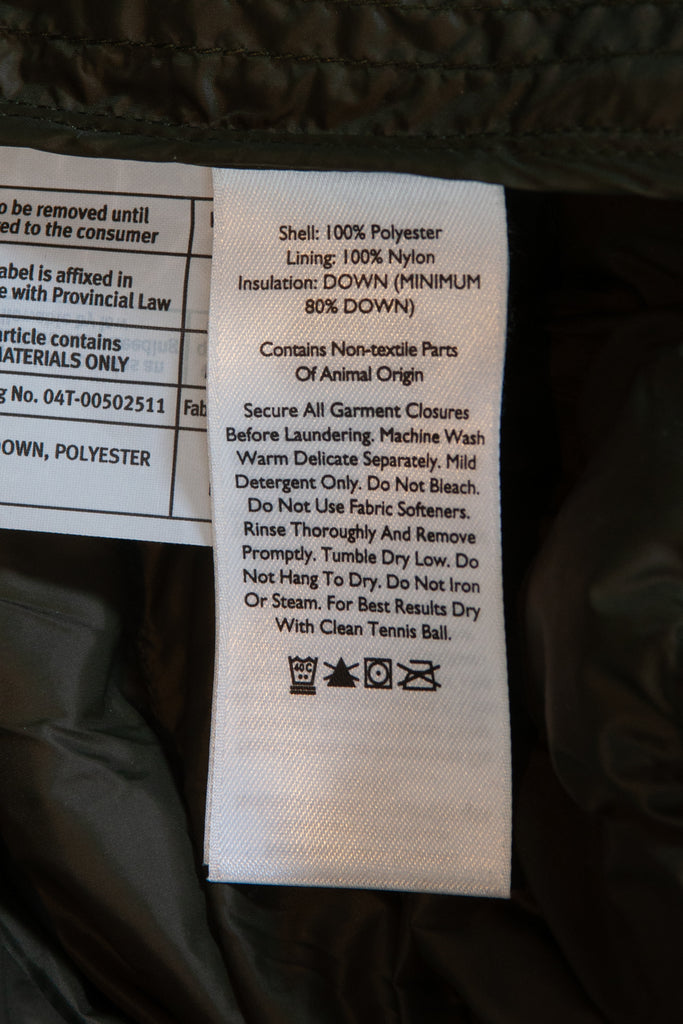 o be removed until
ed to the consumer
abel is affixed in
e with Provincial Law
article contains
MATERIALS ONLY
g No. 04T-00502511
Fab
OWN, POLYESTER
Shell: 100% Polyester
Lining: 100% Nylon
Insulation: DOWN (MINIMUM
80% DOWN)
Contains Non-textile Parts
Of Animal Origin
Secure All Garment Closures
Before Laundering. Machine Wash
Warm Delicate Separately. Mild
Detergent Only. Do Not Bleach.
Do Not Use Fabric Softeners.
Rinse Thoroughly And Remove
Promptly. Tumble Dry Low. Do
Not Hang To Dry. Do Not Iron
Or Steam. For Best Results Dry
With Clean Tennis Ball.
40C